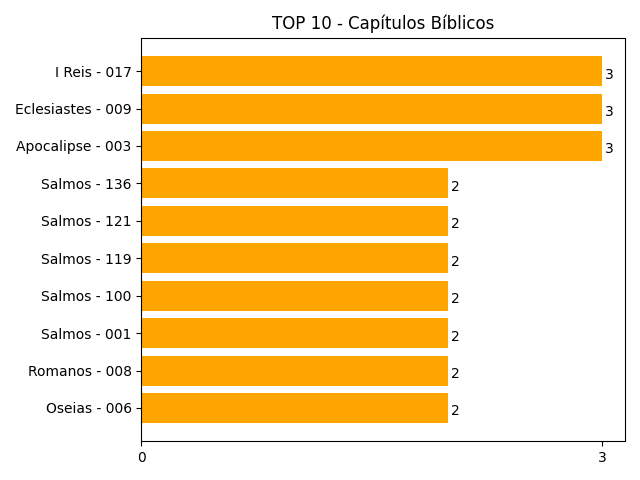 TOP 10 - Capítulos Bíblicos
I Reis - 017 3
Eclesiastes - 009 3
Apocalipse - 003 3
Salmos - 136 2
Salmos - 121 2
Salmos - 119 2
Salmos - 100 2
Salmos - 001 2
Romanos - 008 2
Oseias - 006 2
0 3